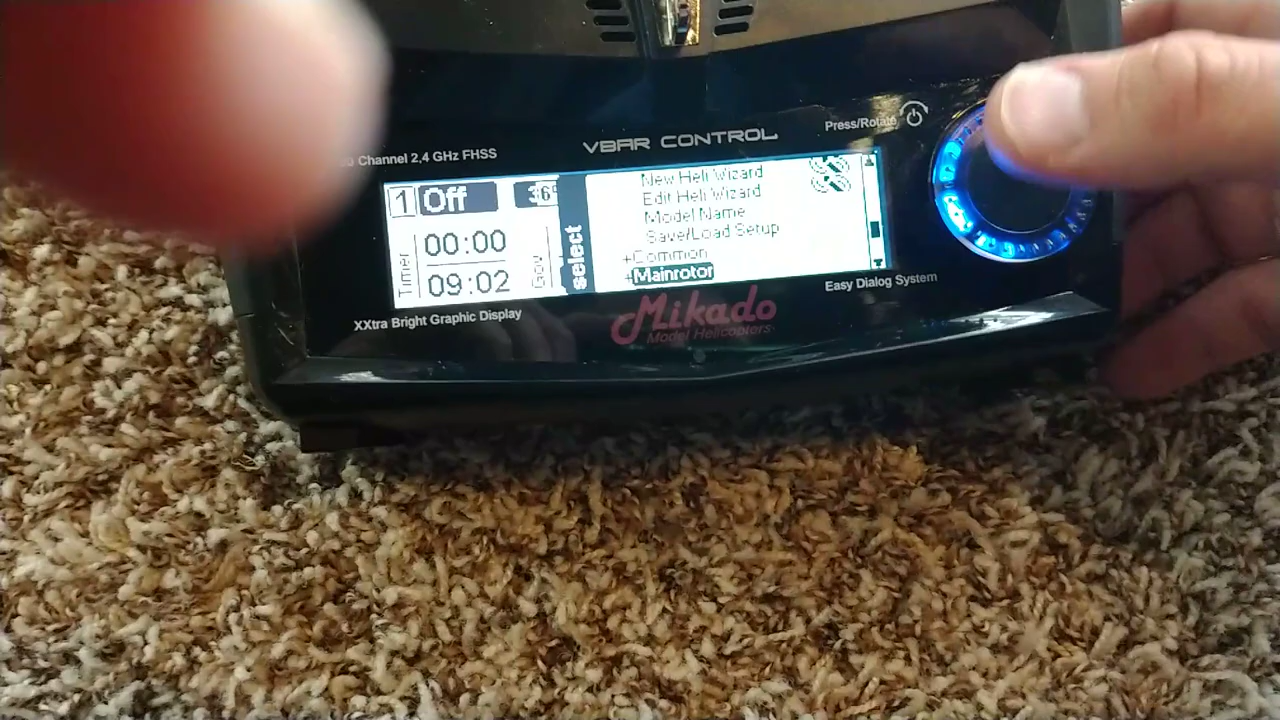 Press/Rotate
VBAR CONTROL
Channel 2,4 GHz FHSS
1 Off
Timer
00:00
09:02
Gov
select
New Heli Wizard
Edit Heli Wizard
Model Name
Save/Load Setup
+Common
+Mainrotor
XXtra Bright Graphic Display
Mikado
Model Helicopters
Easy Dialog System